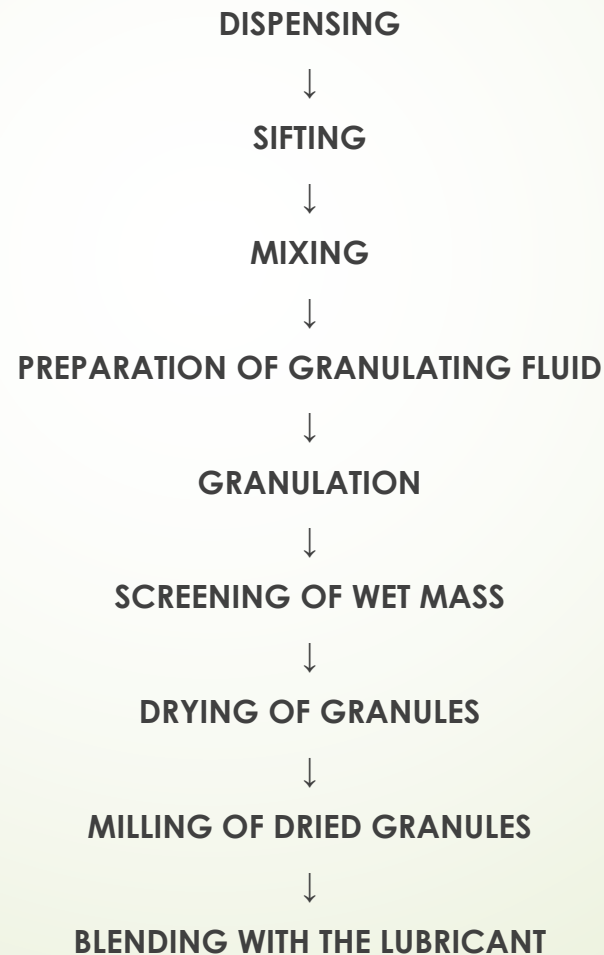 DISPENSING
↓
SIFTING
↓
MIXING
↓
PREPARATION OF GRANULATING FLUID
↓
GRANULATION
↓
SCREENING OF WET MASS
↓
DRYING OF GRANULES
↓
MILLING OF DRIED GRANULES
↓
BLENDING WITH THE LUBRICANT